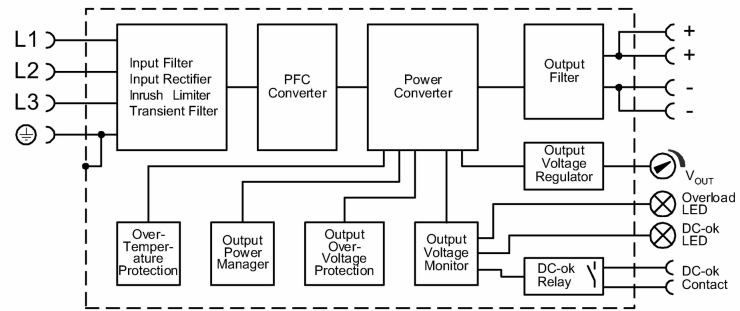 L1
L2
L3
Input Filter
Input Rectifier
Inrush Limiter
Transient Filter
PFC
Converter
Power
Converter
Output
Filter
+
+
-
-
Output
Voltage
Regulator
VOUT
Overload
LED
DC-ok
LED
Over-
Temper-
ature
Protection
Output
Power
Manager
Output
Over-
Voltage
Protection
Output
Voltage
Monitor
DC-ok
Relay
DC-ok
Contact